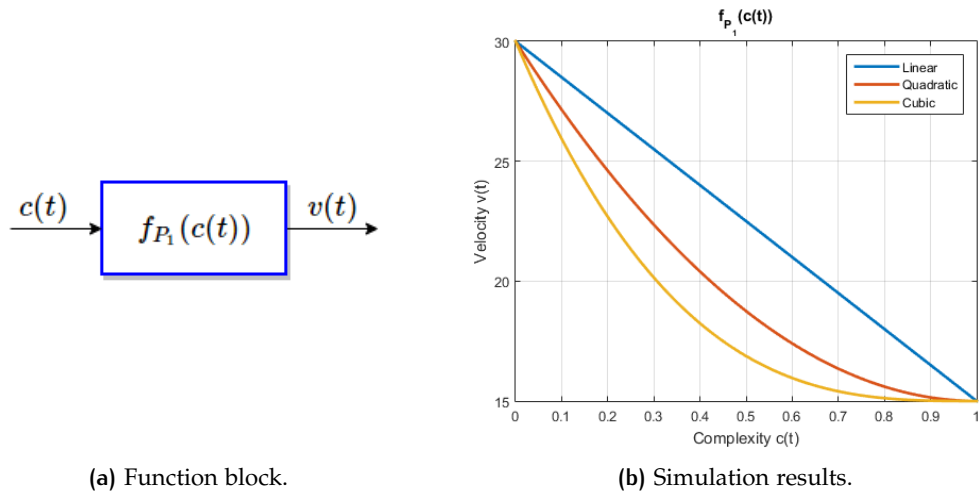 c(t)
f_{P_1}(c(t))
v(t)
(a) Function block.
f_{P_1}(c(t))
Linear
Quadratic
Cubic
Velocity v(t)
30
25
20
15
0 0.1 0.2 0.3 0.4 0.5 0.6 0.7 0.8 0.9 1
Complexity c(t)
(b) Simulation results.